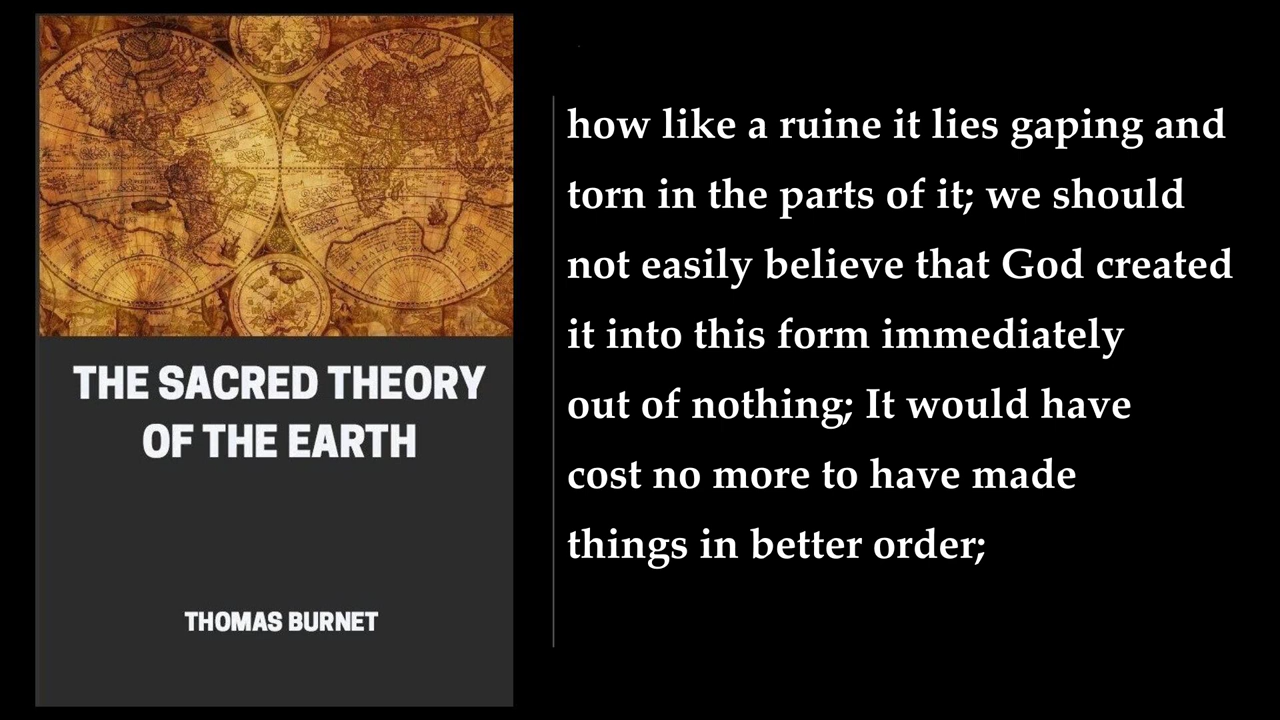 THE SACRED THEORY
OF THE EARTH
THOMAS BURNET
how like a ruine it lies gaping and
torn in the parts of it; we should
not easily believe that God created
it into this form immediately
out of nothing; It would have
cost no more to have made
things in better order;